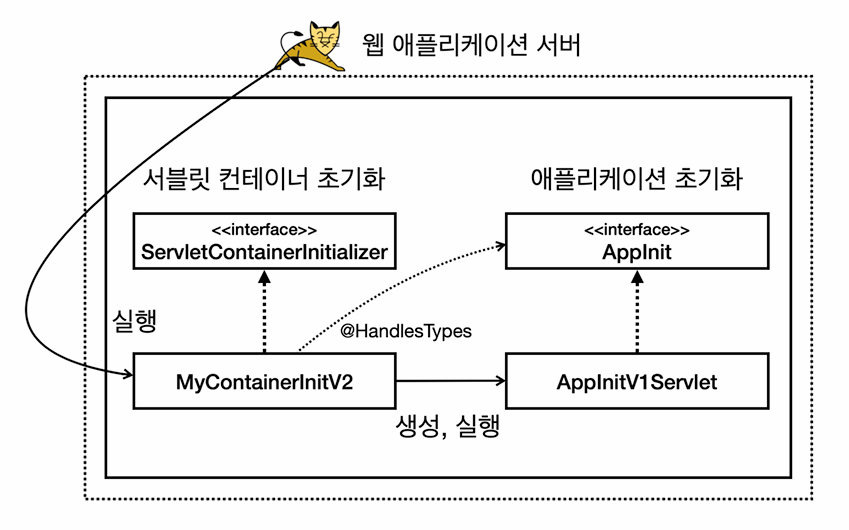 웹 애플리케이션 서버
서블릿 컨테이너 초기화
애플리케이션 초기화
<<interface>>
ServletContainerInitializer
<<interface>>
AppInit
실행
@HandlesTypes
MyContainerInitV2
AppInitV1Servlet
생성, 실행